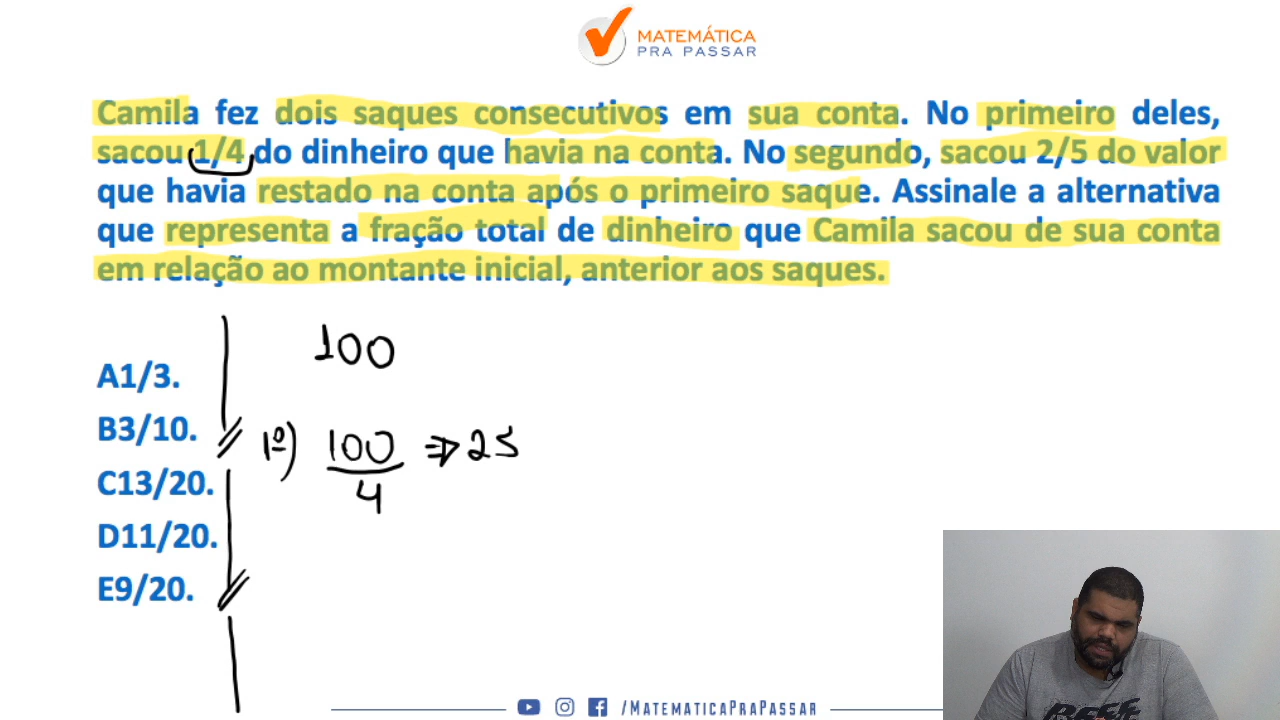 MATEMÁTICA
PRA PASSAR
Camila fez dois saques consecutivos em sua conta. No primeiro deles,
sacou 1/4 do dinheiro que havia na conta. No segundo, sacou 2/5 do valor
que havia restado na conta após o primeiro saque. Assinale a alternativa
que representa a fração total de dinheiro que Camila sacou de sua conta
em relação ao montante inicial, anterior aos saques.
100
A1/3.
B3/10.
1º) 100/4 ⇒ 25
C13/20.
D11/20.
E9/20.
/MATEMATICAPRAPASSAR